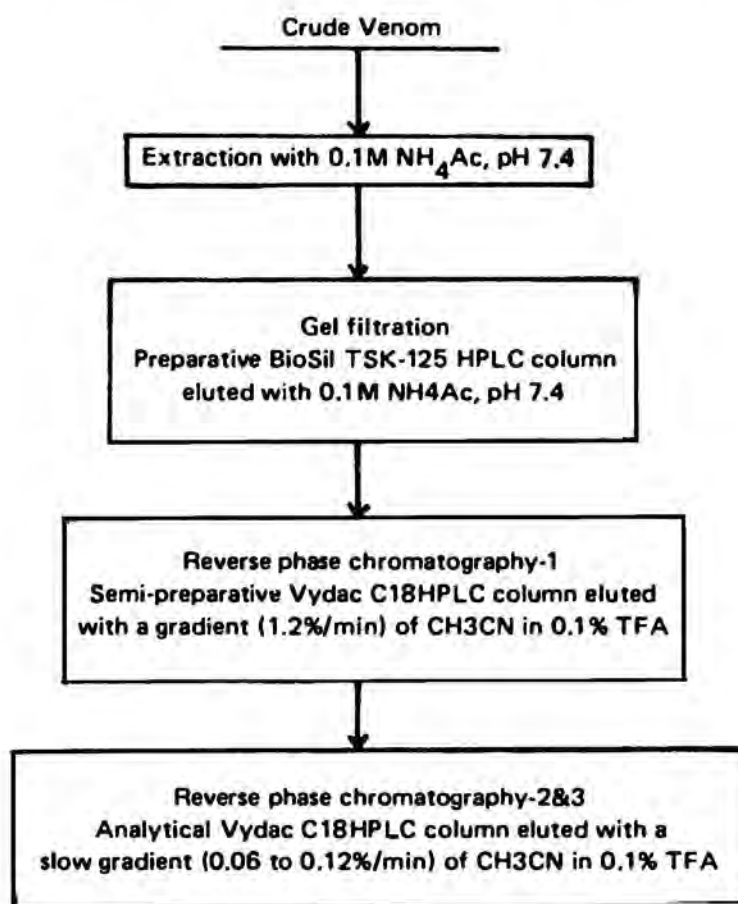 Crude Venom
Extraction with 0.1M NH4Ac, pH 7.4
Gel filtration
Preparative BioSil TSK-125 HPLC column
eluted with 0.1M NH4Ac, pH 7.4
Reverse phase chromatography-1
Semi-preparative Vydac C18HPLC column eluted
with a gradient (1.2%/min) of CH3CN in 0.1% TFA
Reverse phase chromatography-2&3
Analytical Vydac C18HPLC column eluted with a
slow gradient (0.06 to 0.12%/min) of CH3CN in 0.1% TFA